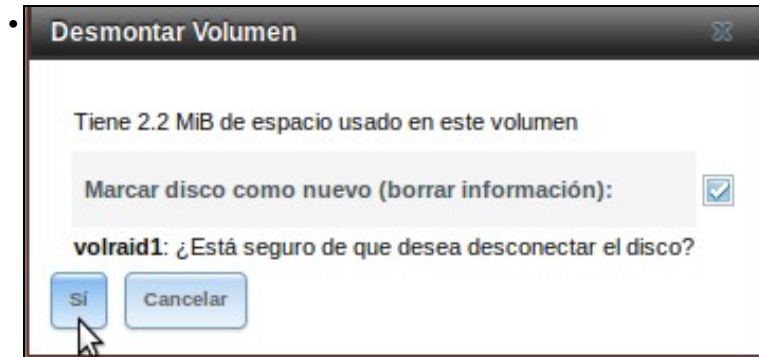 Desmontar Volumen
Tiene 2.2 MiB de espacio usado en este volumen
Marcar disco como nuevo (borrar información):
volraid1: ¿Está seguro de que desea desconectar el disco?
Sí
Cancelar